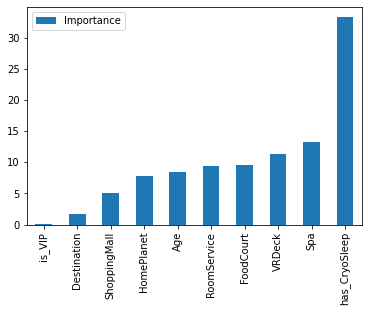 Importance
30
25
20
15
10
5
0
is_VIP
Destination
ShoppingMall
HomePlanet
Age
RoomService
FoodCourt
VRDeck
Spa
has_CryoSleep